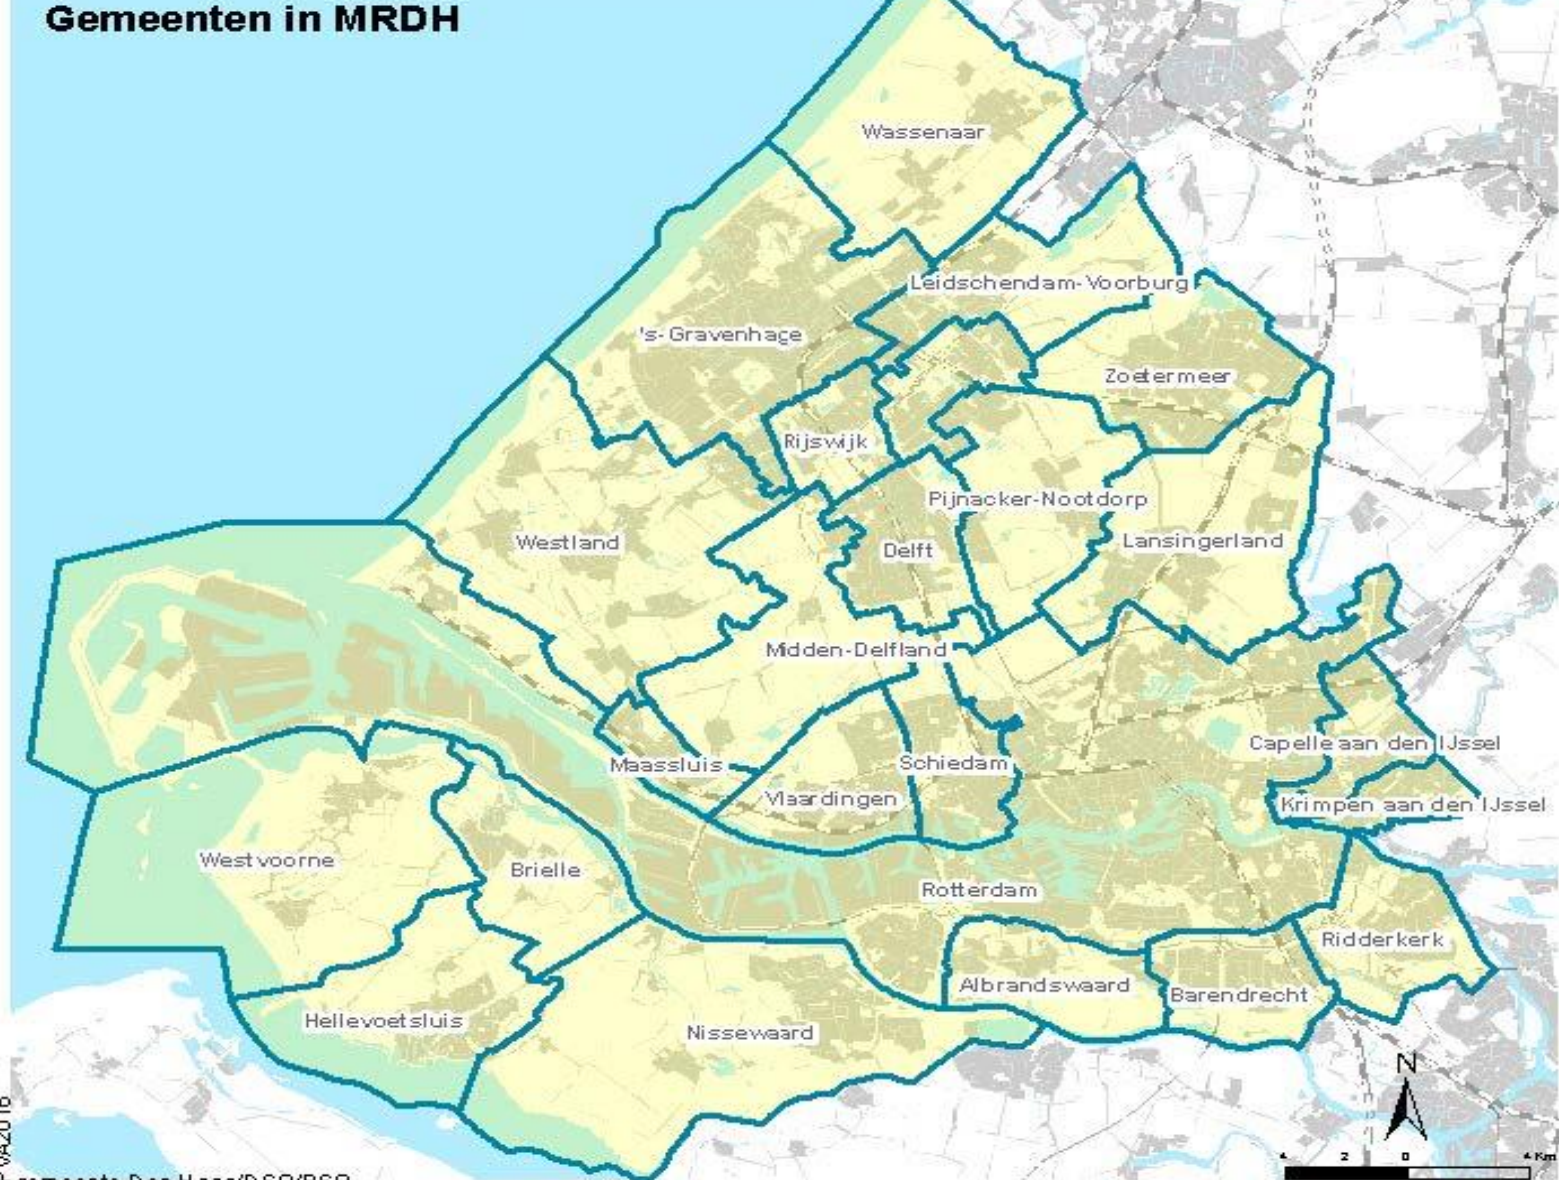 Gemeenten in MRDH
Wassenaar
Leidschendam-Voorburg
's-Gravenhage
Zoetermeer
Rijswijk
Pijnacker-Nootdorp
Westland
Delft
Lansingerland
Midden-Delfland
Capelle aan den IJssel
Maassluis
Schiedam
Vlaardingen
Krimpen aan den IJssel
Westvoorne
Brielle
Rotterdam
Ridderkerk
Albrandswaard
Barendrecht
Hellevoetsluis
Nissewaard
N
4 2 0 4 Km